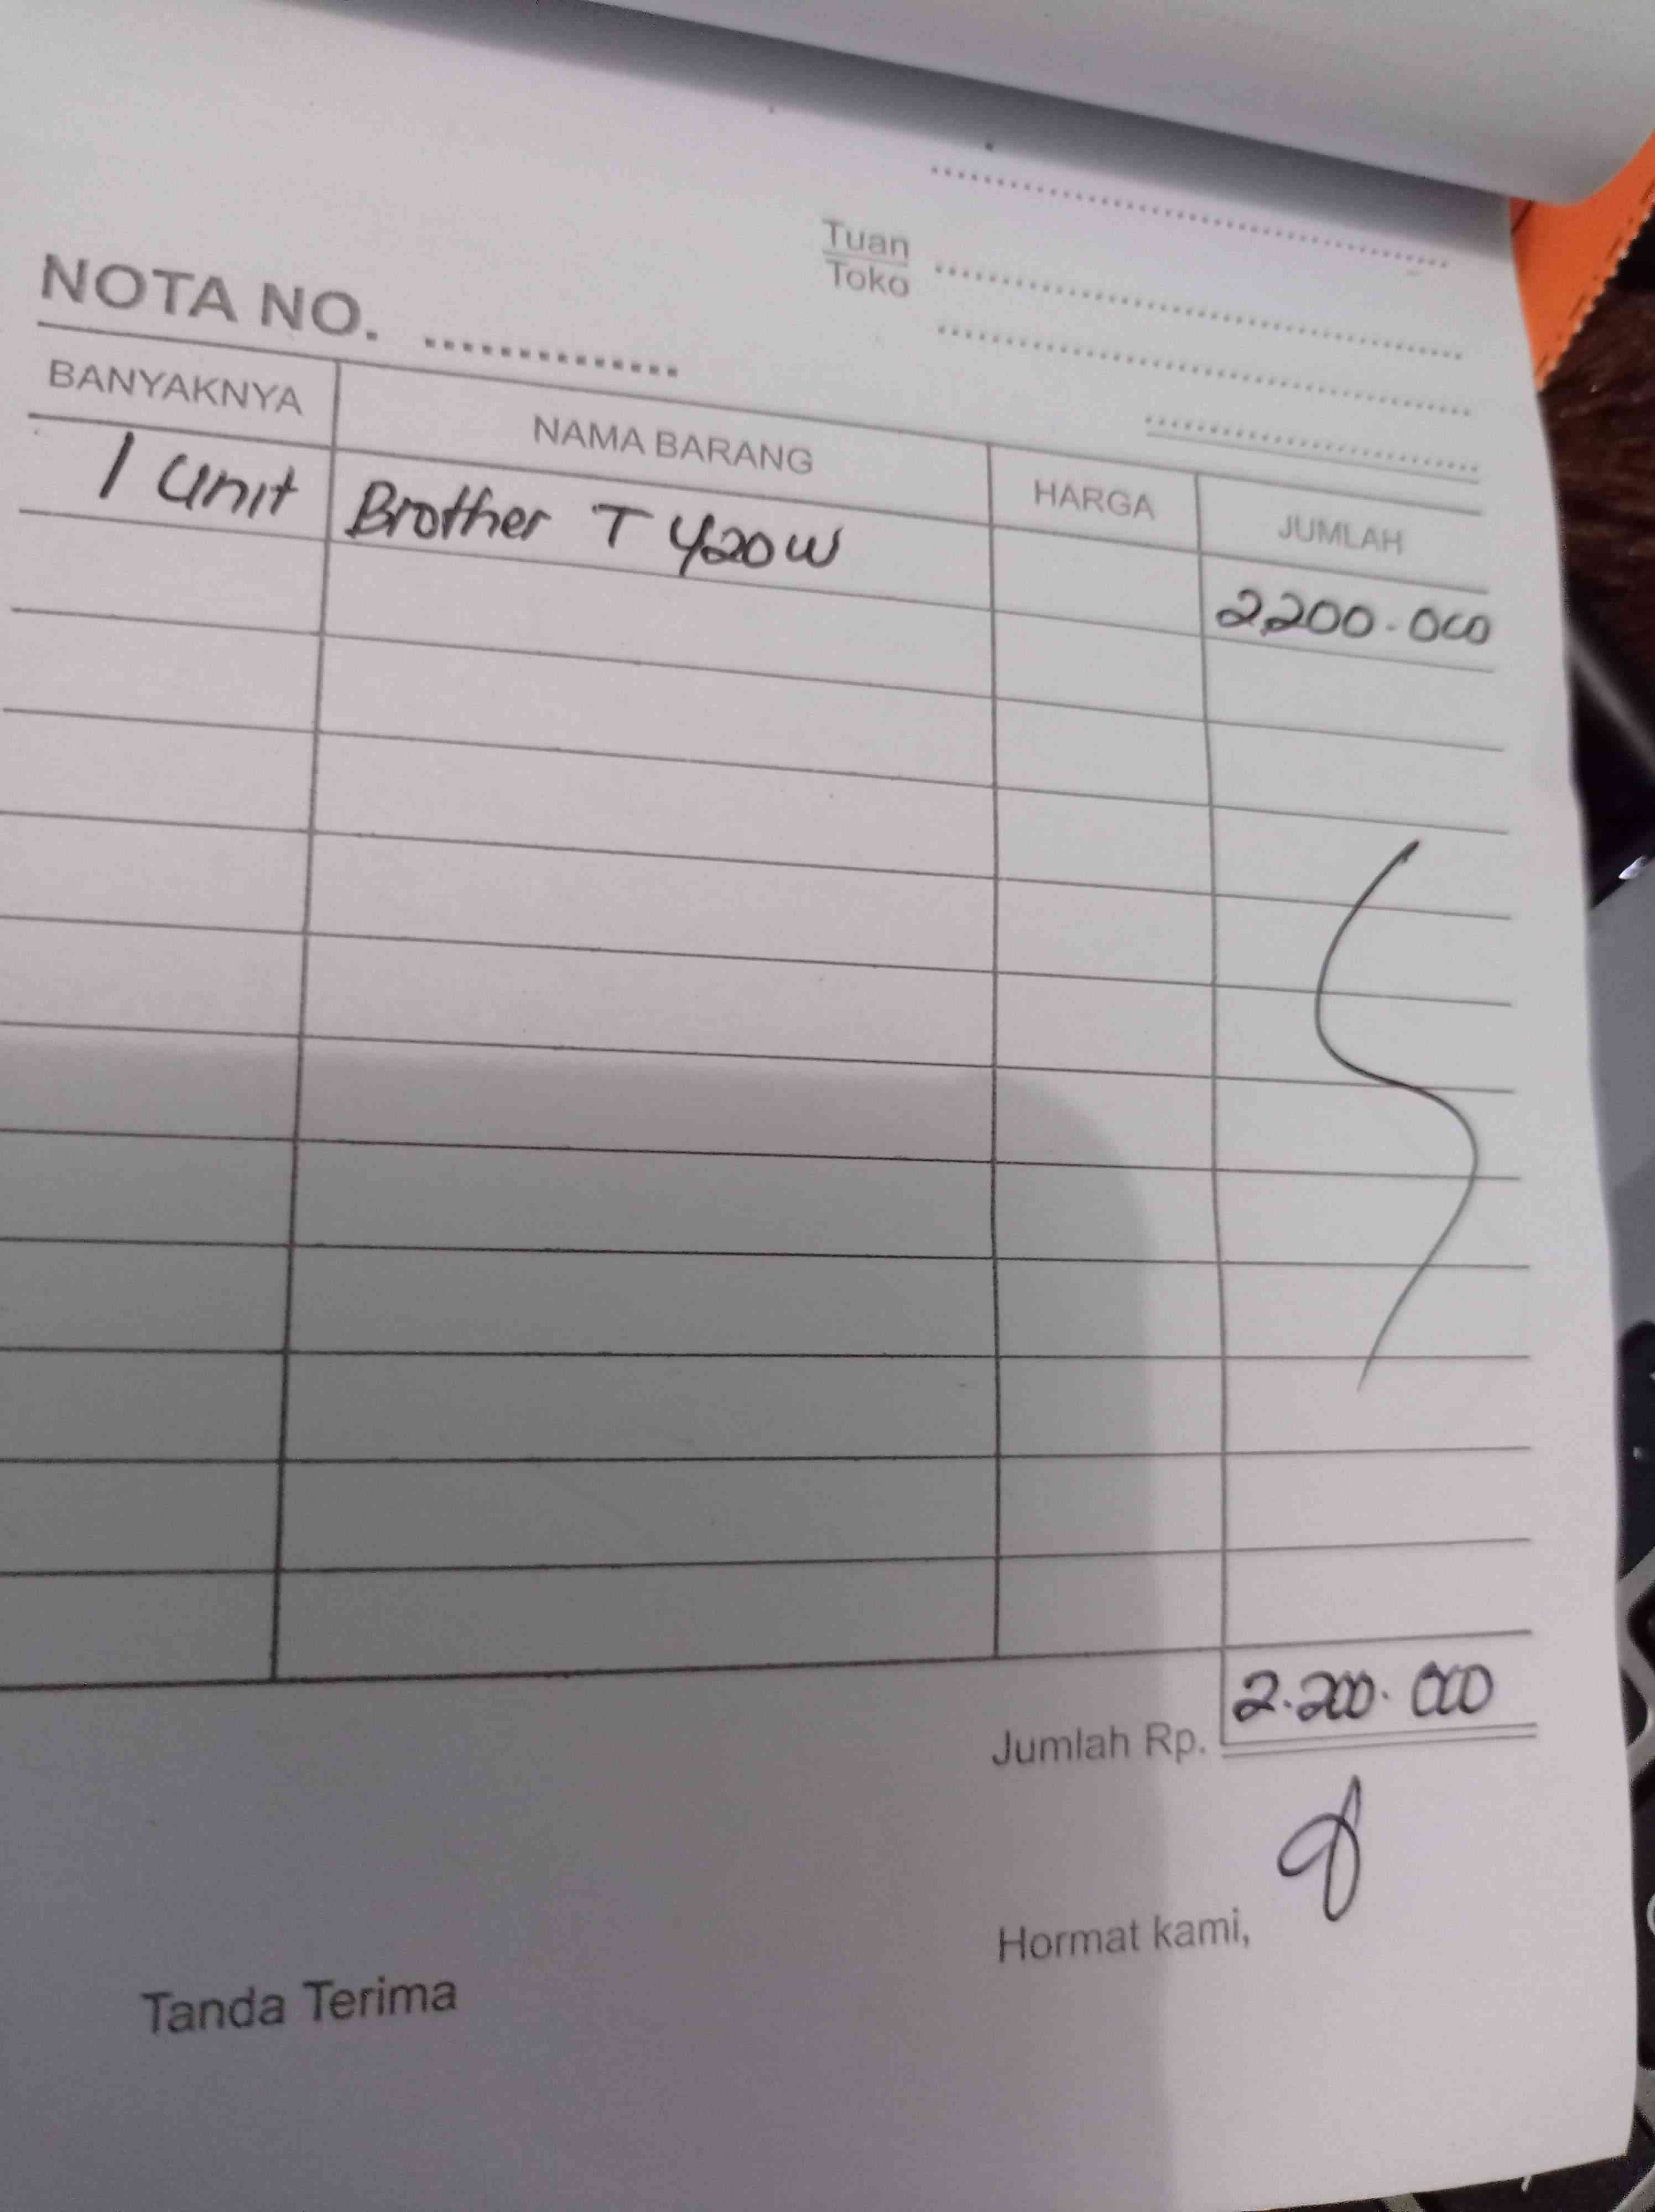 Tuan
Toko
NOTA NO.
BANYAKNYA NAMA BARANG HARGA JUMLAH
1 Unit Brother T 420W 2.200.000
Jumlah Rp. 2.200.000
Hormat kami,
Tanda Terima